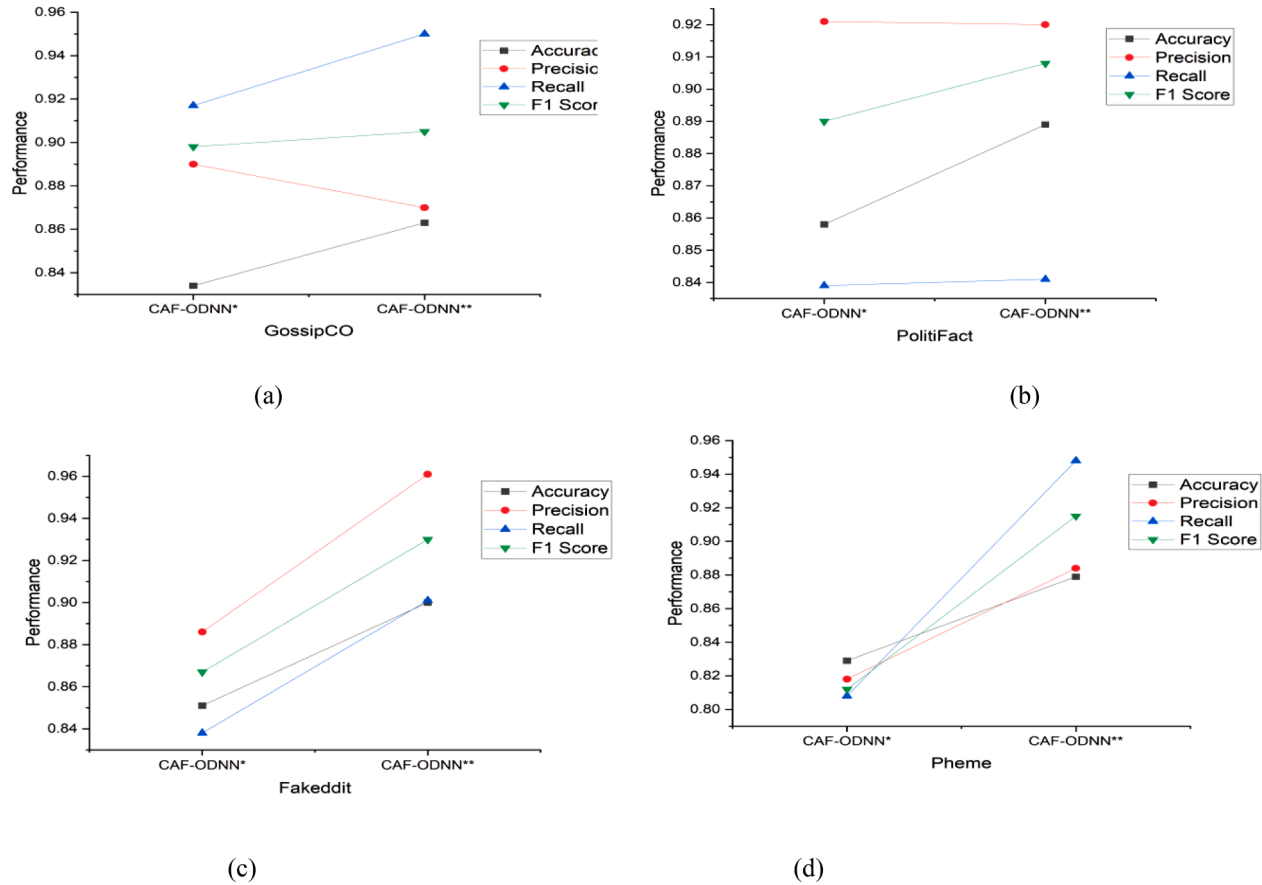 0.96
0.94
0.92
0.90
0.88
0.86
0.84
Performance
Accurac
Precisio
Recall
F1 Score
CAF-ODNN*
CAF-ODNN**
GossipCO
(a)
0.92
0.91
0.90
0.89
0.88
0.87
0.86
0.85
0.84
Performance
Accuracy
Precision
Recall
F1 Score
CAF-ODNN*
CAF-ODNN**
PolitiFact
(b)
0.96
0.94
0.92
0.90
0.88
0.86
0.84
Performance
Accuracy
Precision
Recall
F1 Score
CAF-ODNN*
CAF-ODNN**
Fakeddit
(c)
0.96
0.94
0.92
0.90
0.88
0.86
0.84
0.82
0.80
Performance
Accuracy
Precision
Recall
F1 Score
CAF-ODNN*
CAF-ODNN**
Pheme
(d)